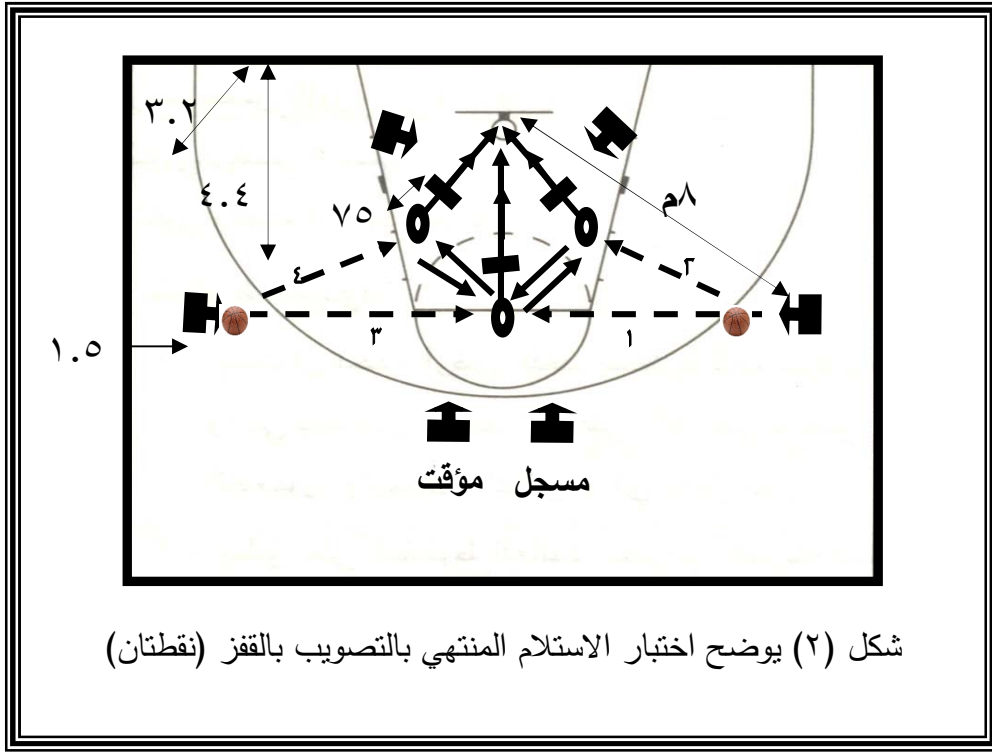 ٣.٢
٤.٤
٧٥
٨م
٤
٢
٣
١
١.٥
مؤقت
مسجل
شكل (٢) يوضح اختبار الاستلام المنتهي بالتصويب بالقفز (نقطتان)